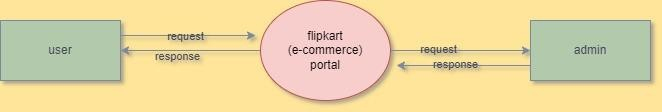 user
request
response
flipkart
(e-commerce)
portal
request
response
admin